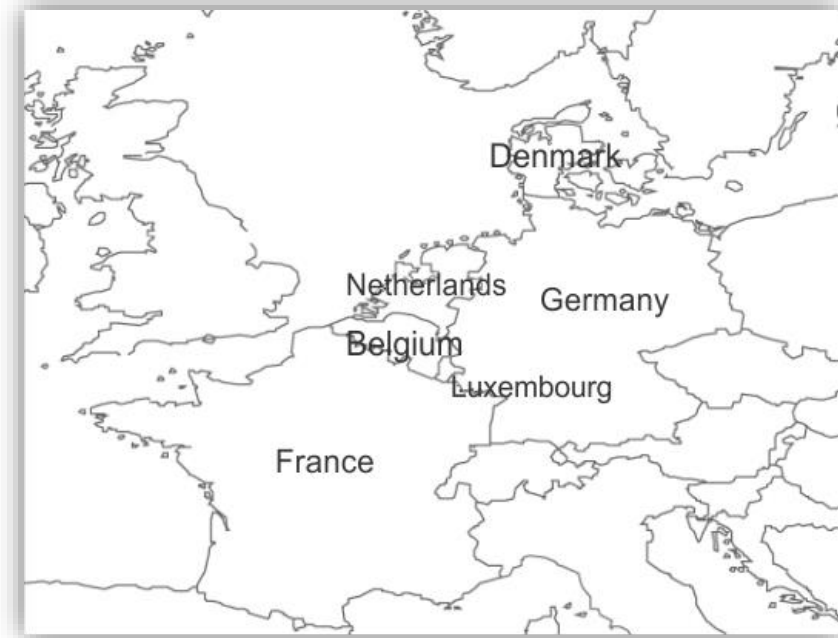 Denmark
Netherlands
Germany
Belgium
Luxembourg
France